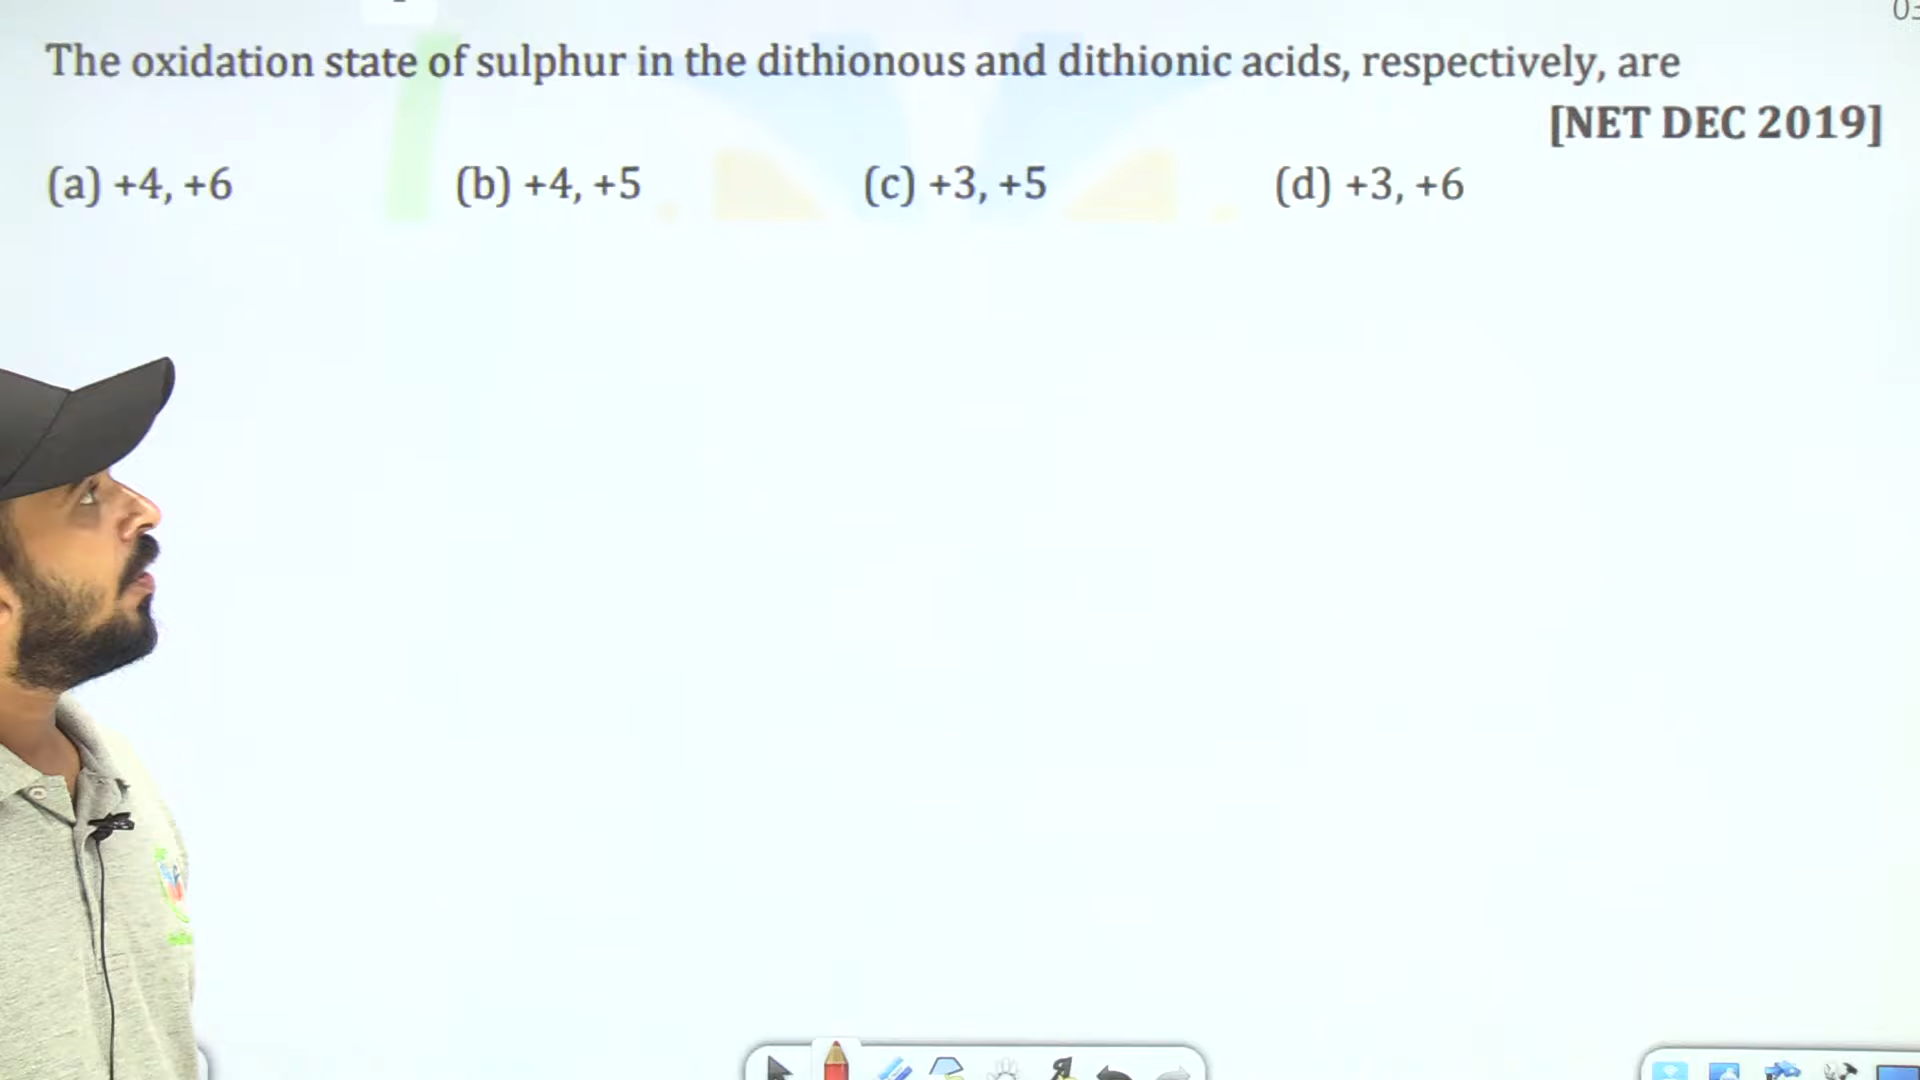 The oxidation state of sulphur in the dithionous and dithionic acids, respectively, are
[NET DEC 2019]
(a) +4, +6 (b) +4, +5 (c) +3, +5 (d) +3, +6